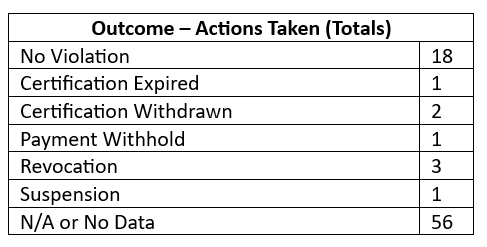 Outcome – Actions Taken (Totals)
No Violation 18
Certification Expired 1
Certification Withdrawn 2
Payment Withhold 1
Revocation 3
Suspension 1
N/A or No Data 56